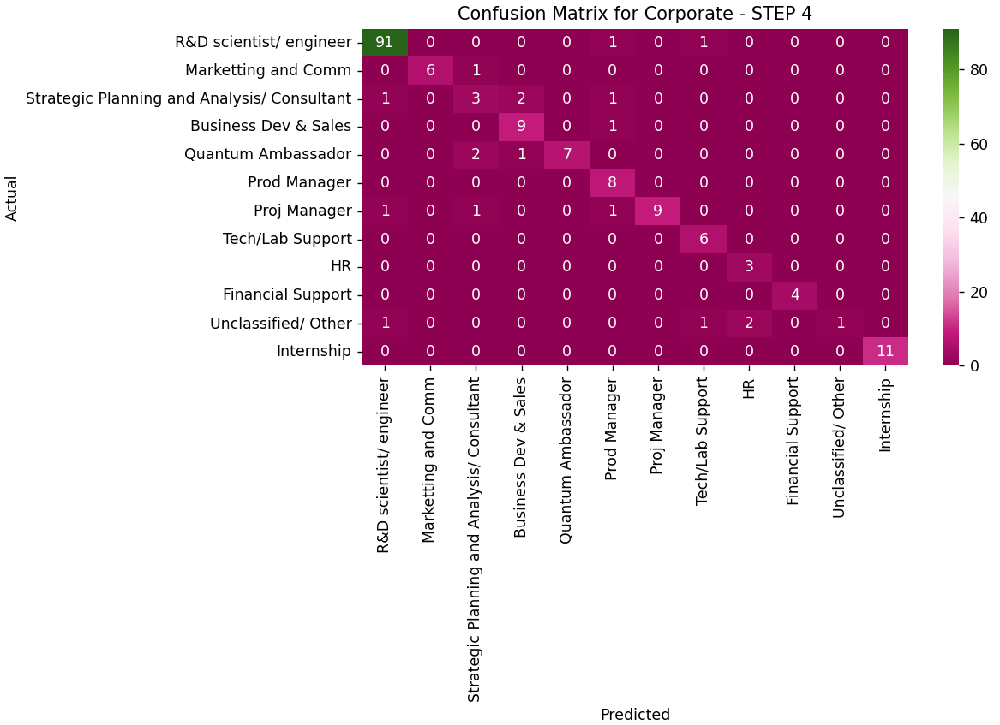 Confusion Matrix for Corporate - STEP 4
Actual
R&D scientist/ engineer 91 0 0 0 0 1 0 1 0 0 0 0
Marketting and Comm 0 6 1 0 0 0 0 0 0 0 0 0
Strategic Planning and Analysis/ Consultant 1 0 3 2 0 1 0 0 0 0 0 0
Business Dev & Sales 0 0 0 9 0 1 0 0 0 0 0 0
Quantum Ambassador 0 0 2 1 7 0 0 0 0 0 0 0
Prod Manager 0 0 0 0 0 8 0 0 0 0 0 0
Proj Manager 1 0 1 0 0 1 9 0 0 0 0 0
Tech/Lab Support 0 0 0 0 0 0 0 6 0 0 0 0
HR 0 0 0 0 0 0 0 0 3 0 0 0
Financial Support 0 0 0 0 0 0 0 0 0 4 0 0
Unclassified/ Other 1 0 0 0 0 0 0 1 2 0 1 0
Internship 0 0 0 0 0 0 0 0 0 0 0 11
R&D scientist/ engineer
Marketting and Comm
Strategic Planning and Analysis/ Consultant
Business Dev & Sales
Quantum Ambassador
Prod Manager
Proj Manager
Tech/Lab Support
HR
Financial Support
Unclassified/ Other
Internship
Predicted
80
60
40
20
0